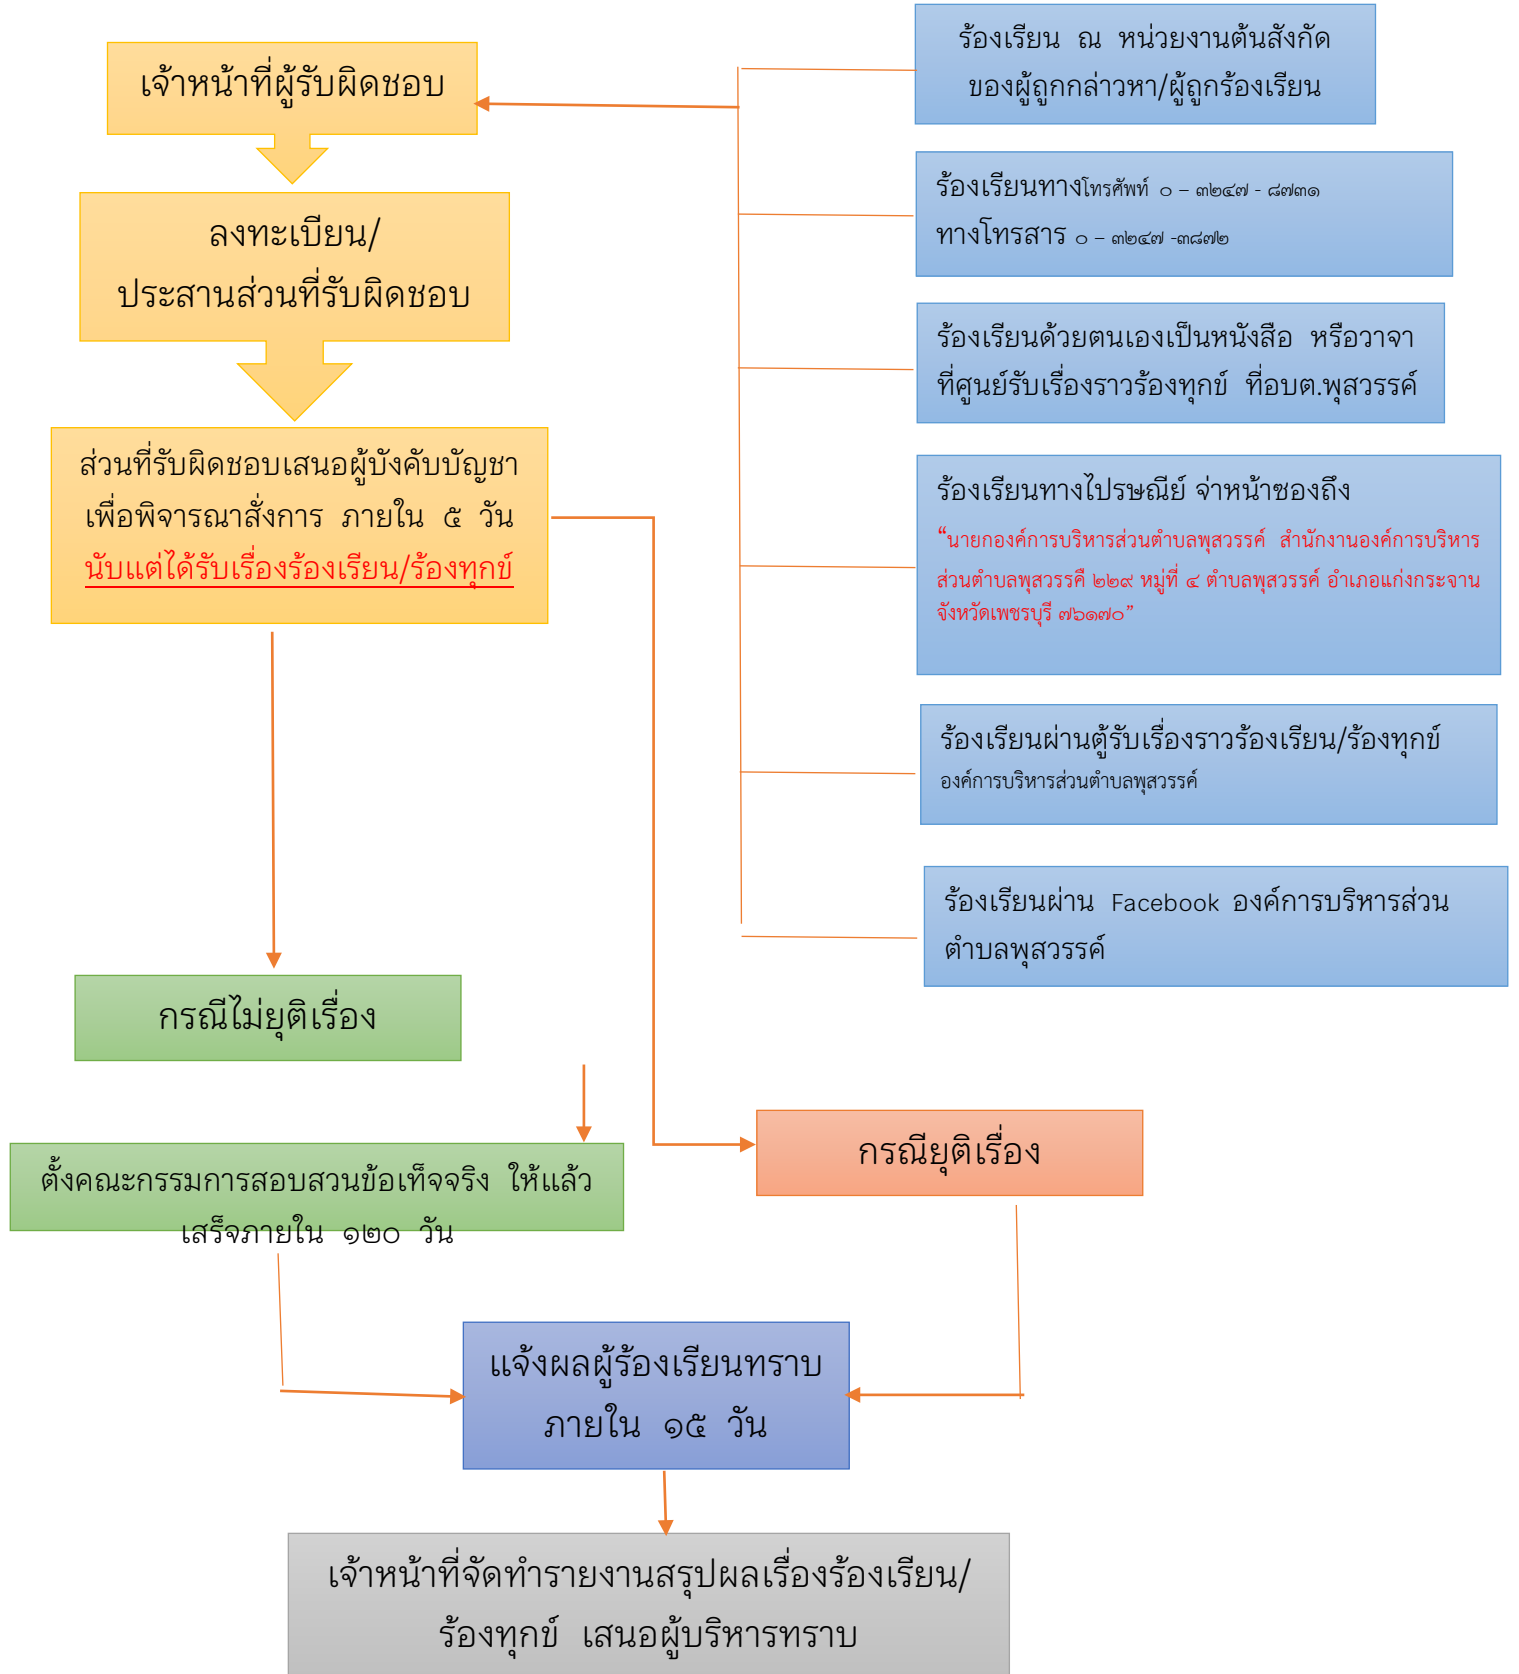 เจ้าหน้าที่ผู้รับผิดชอบ
ลงทะเบียน/
ประสานส่วนที่รับผิดชอบ
ส่วนที่รับผิดชอบเสนอผู้บังคับบัญชา
เพื่อพิจารณาสั่งการ ภายใน ๕ วัน
นับแต่ได้รับเรื่องร้องเรียน/ร้องทุกข์
ร้องเรียน ณ หน่วยงานต้นสังกัด
ของผู้ถูกกล่าวหา/ผู้ถูกร้องเรียน
ร้องเรียนทางโทรศัพท์ ๐ – ๓๒๔๗ - ๘๗๓๑
ทางโทรสาร ๐ – ๓๒๔๗ -๓๘๗๒
ร้องเรียนด้วยตนเองเป็นหนังสือ หรือวาจา
ที่ศูนย์รับเรื่องราวร้องทุกข์ ที่อบต.พุสวรรค์
ร้องเรียนทางไปรษณีย์ จ่าหน้าซองถึง
“นายกองค์การบริหารส่วนตำบลพุสวรรค์ สำนักงานองค์การบริหาร
ส่วนตำบลพุสวรรคื ๒๒๙ หมู่ที่ ๔ ตำบลพุสวรรค์ อำเภอแก่งกระจาน
จังหวัดเพชรบุรี ๗๖๑๗๐”
ร้องเรียนผ่านตู้รับเรื่องราวร้องเรียน/ร้องทุกข์
องค์การบริหารส่วนตำบลพุสวรรค์
ร้องเรียนผ่าน Facebook องค์การบริหารส่วน
ตำบลพุสวรรค์
กรณีไม่ยุติเรื่อง
ตั้งคณะกรรมการสอบสวนข้อเท็จจริง ให้แล้ว
เสร็จภายใน ๑๒๐ วัน
กรณียุติเรื่อง
แจ้งผลผู้ร้องเรียนทราบ
ภายใน ๑๕ วัน
เจ้าหน้าที่จัดทำรายงานสรุปผลเรื่องร้องเรียน/
ร้องทุกข์ เสนอผู้บริหารทราบ